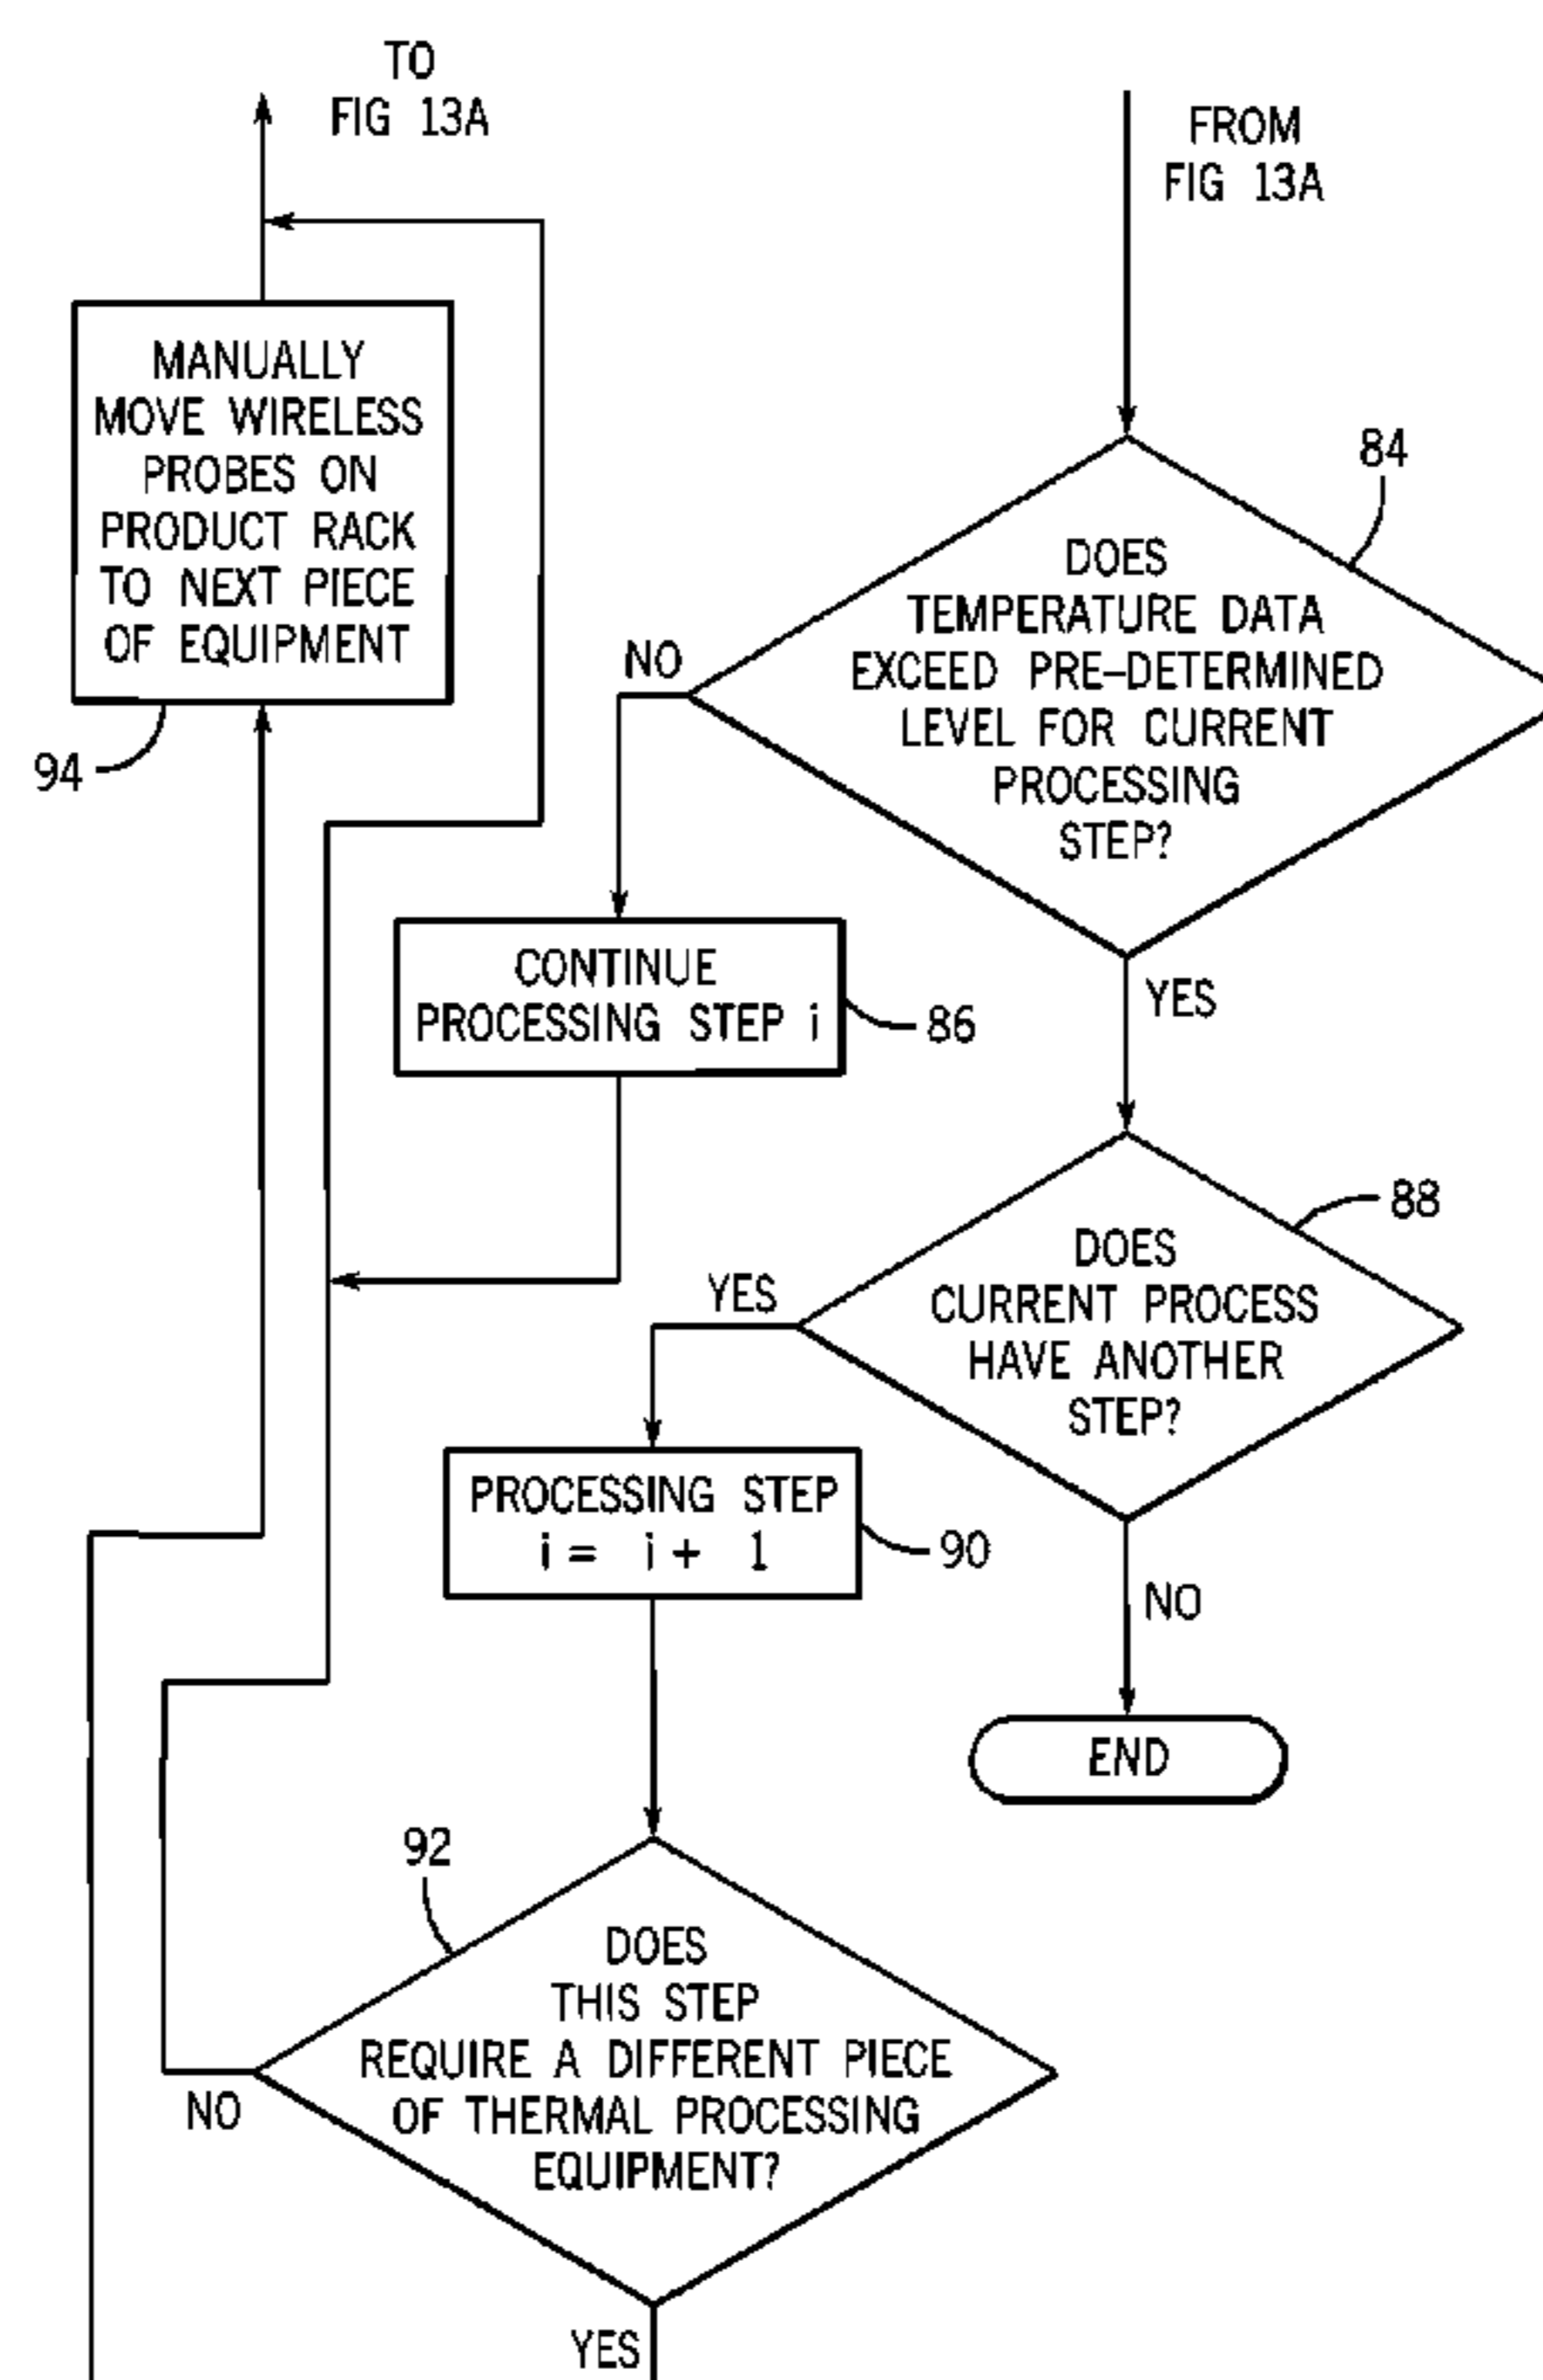 TO
FIG 13A
FROM
FIG 13A
MANUALLY
MOVE WIRELESS
PROBES ON
PRODUCT RACK
TO NEXT PIECE
OF EQUIPMENT
94
84
DOES
TEMPERATURE DATA
EXCEED PRE-DETERMINED
LEVEL FOR CURRENT
PROCESSING
STEP?
NO
YES
CONTINUE
PROCESSING STEP i
86
88
DOES
CURRENT PROCESS
HAVE ANOTHER
STEP?
YES
NO
PROCESSING STEP
i = i + 1
90
END
92
DOES
THIS STEP
REQUIRE A DIFFERENT PIECE
OF THERMAL PROCESSING
EQUIPMENT?
NO
YES